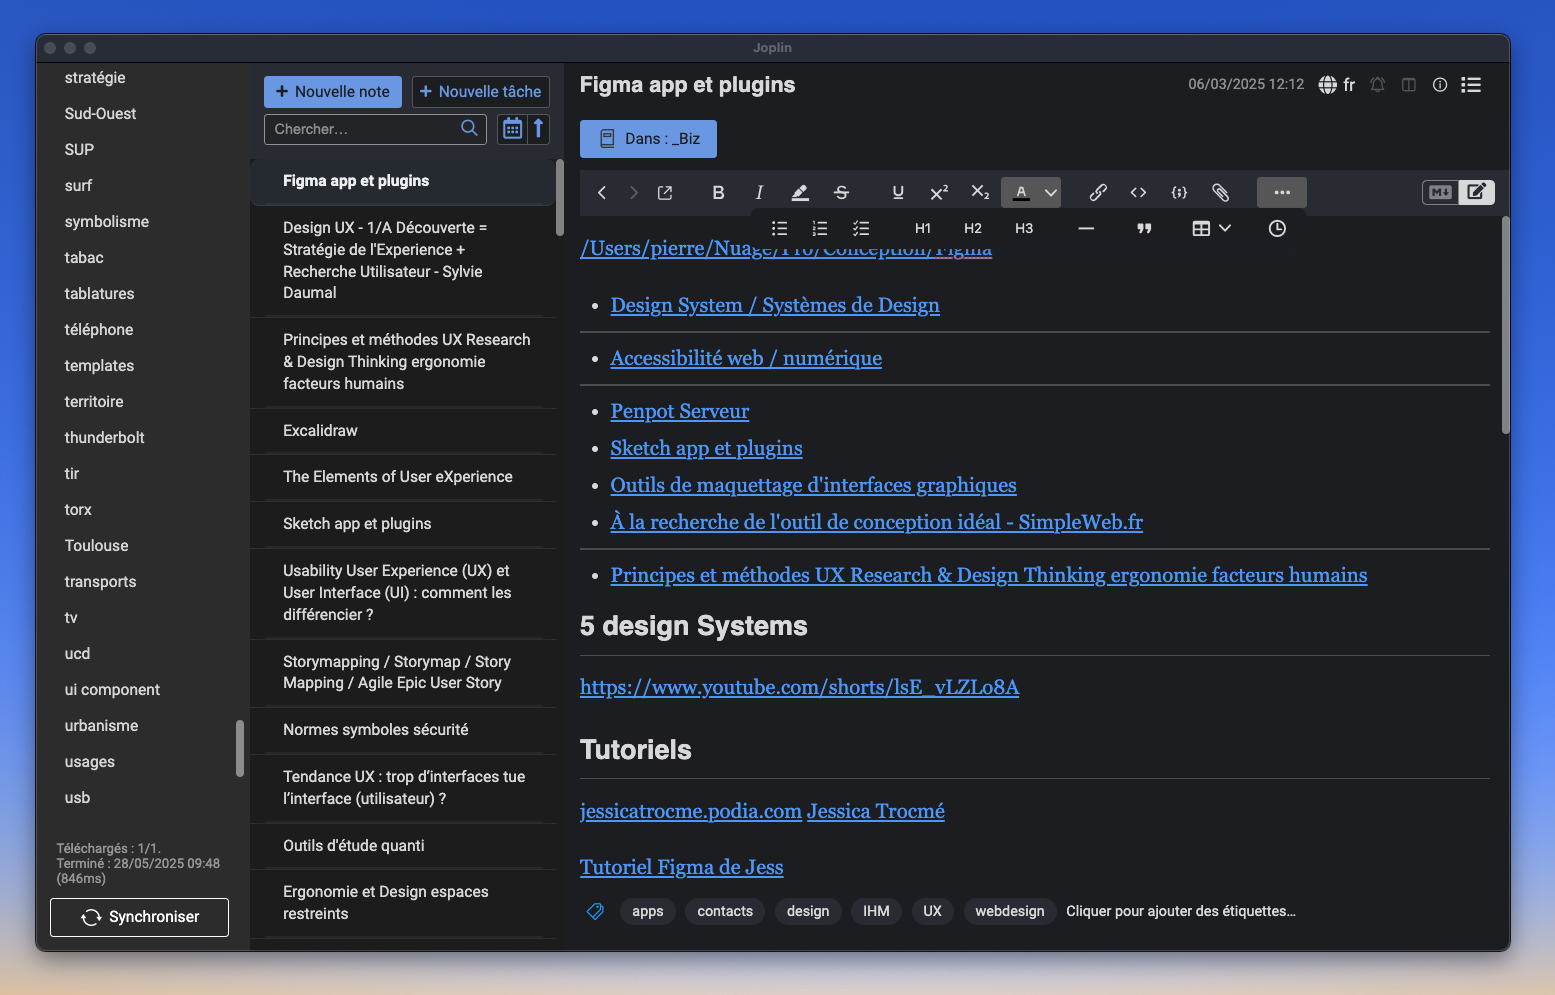 Joplin
stratégie
Sud-Ouest
SUP
surf
symbolisme
tabac
tablatures
téléphone
templates
territoire
thunderbolt
tir
torx
Toulouse
transports
tv
ucd
ui component
urbanisme
usages
usb
Téléchargés : 1/1.
Terminé : 28/05/2025 09:48
(846ms)
Synchroniser
+ Nouvelle note
+ Nouvelle tâche
Chercher...
Figma app et plugins
Design UX - 1/A Découverte =
Stratégie de l'Experience +
Recherche Utilisateur - Sylvie
Daumal
Principes et méthodes UX Research
& Design Thinking ergonomie
facteurs humains
Excalidraw
The Elements of User eXperience
Sketch app et plugins
Usability User Experience (UX) et
User Interface (UI) : comment les
différencier ?
Storymapping / Storymap / Story
Mapping / Agile Epic User Story
Normes symboles sécurité
Tendance UX : trop d’interfaces tue
l’interface (utilisateur) ?
Outils d'étude quanti
Ergonomie et Design espaces
restreints
Figma app et plugins
06/03/2025 12:12
fr
Dans : _Biz
B I S U X² X₂ A
M
H1 H2 H3
/Users/pierre/Nuage/Pro/Conception/Figma
• Design System / Systèmes de Design
• Accessibilité web / numérique
• Penpot Serveur
• Sketch app et plugins
• Outils de maquettage d'interfaces graphiques
• À la recherche de l'outil de conception idéal - SimpleWeb.fr
• Principes et méthodes UX Research & Design Thinking ergonomie facteurs humains
5 design Systems
https://www.youtube.com/shorts/lsE_vLZLo8A
Tutoriels
jessicatrocme.podia.com Jessica Trocmé
Tutoriel Figma de Jess
apps contacts design IHM UX webdesign Cliquer pour ajouter des étiquettes...